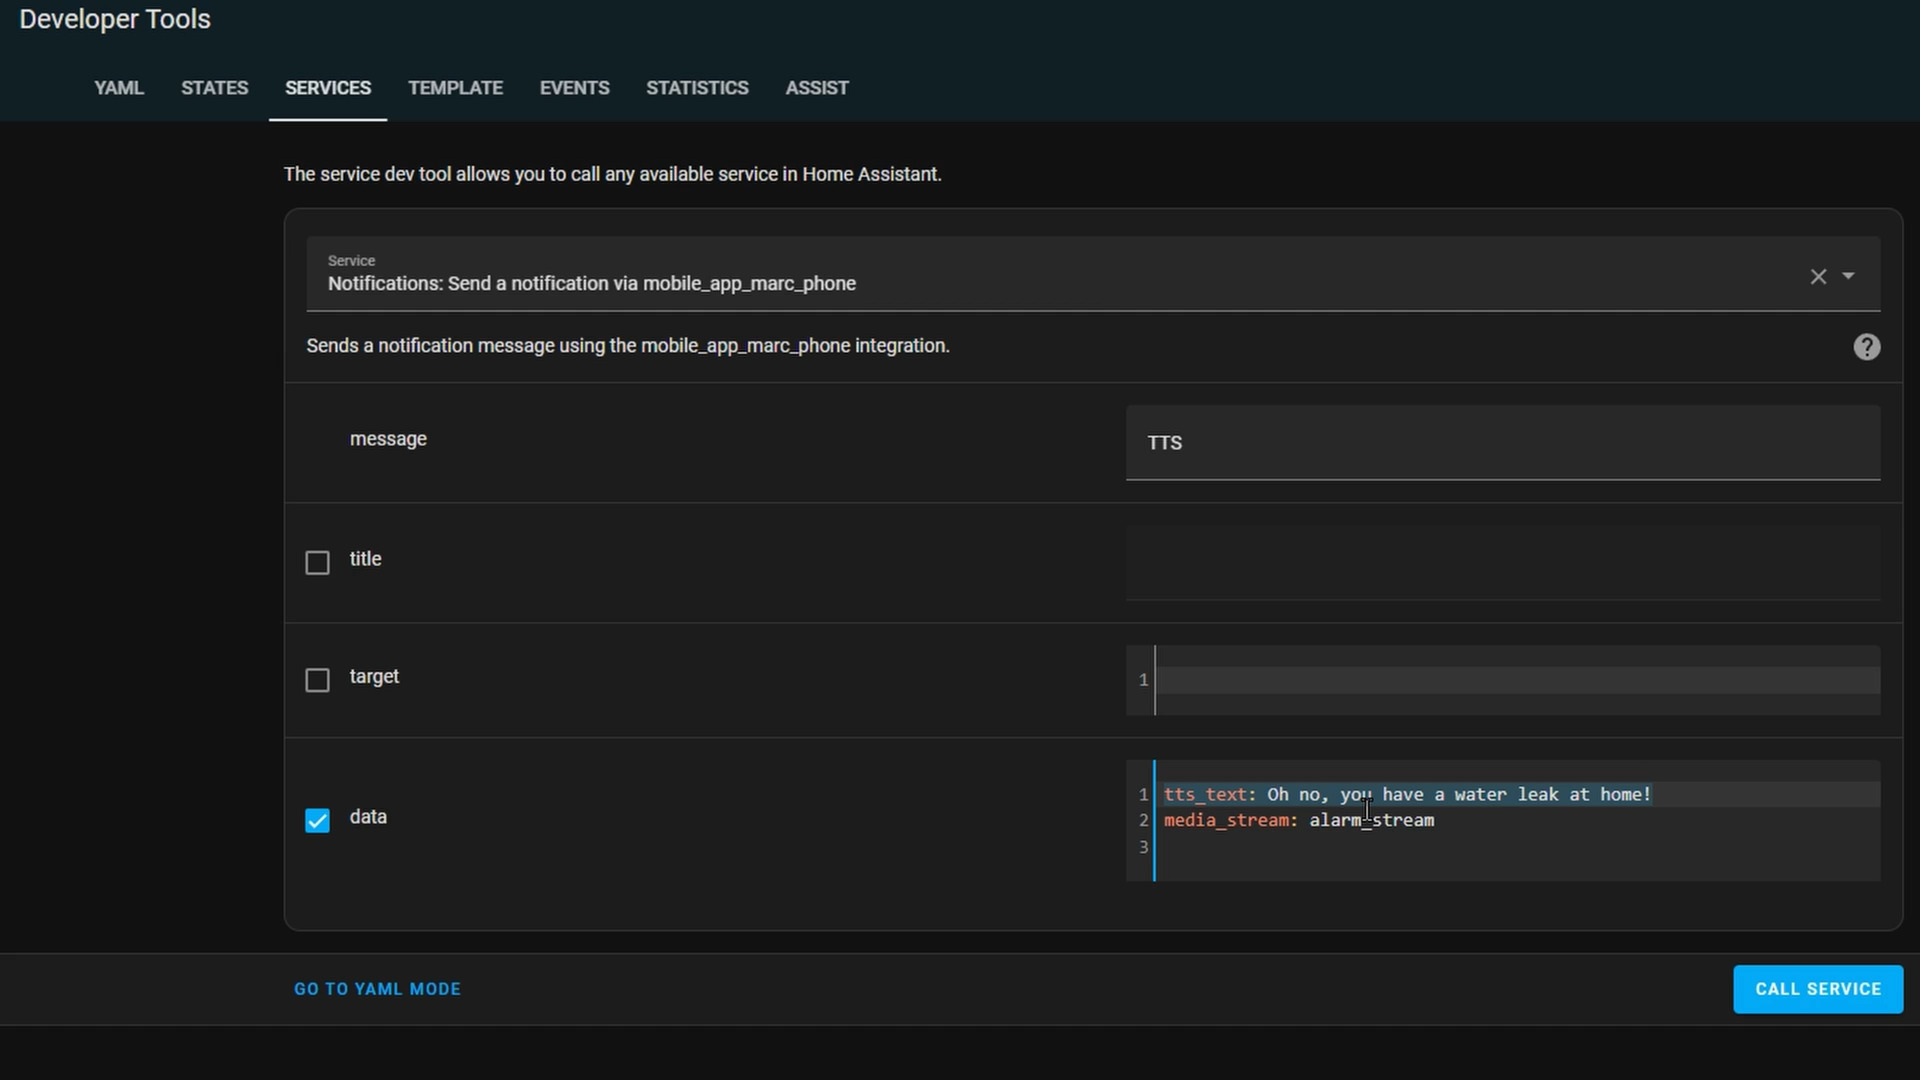 Developer Tools
YAML STATES SERVICES TEMPLATE EVENTS STATISTICS ASSIST
The service dev tool allows you to call any available service in Home Assistant.
Service
Notifications: Send a notification via mobile_app_marc_phone
Sends a notification message using the mobile_app_marc_phone integration.
message
TTS
title
target
1
data
1 tts_text: Oh no, you have a water leak at home!
2 media_stream: alarm_stream
3
GO TO YAML MODE
CALL SERVICE